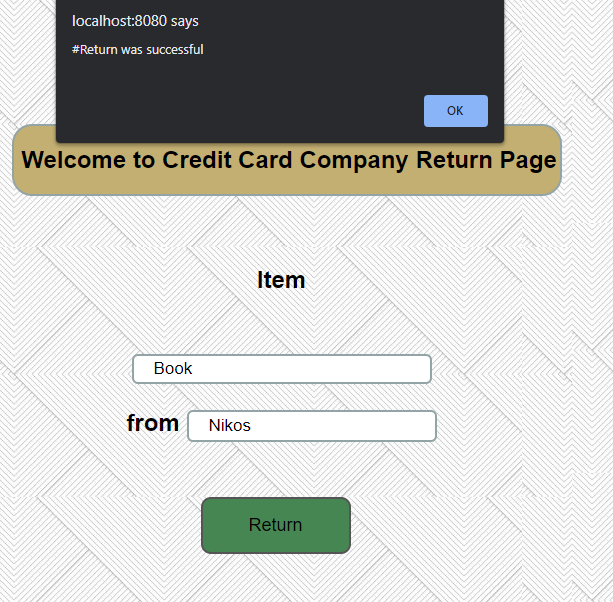 localhost:8080 says
#Return was successful
OK
Welcome to Credit Card Company Return Page
Item
Book
from Nikos
Return